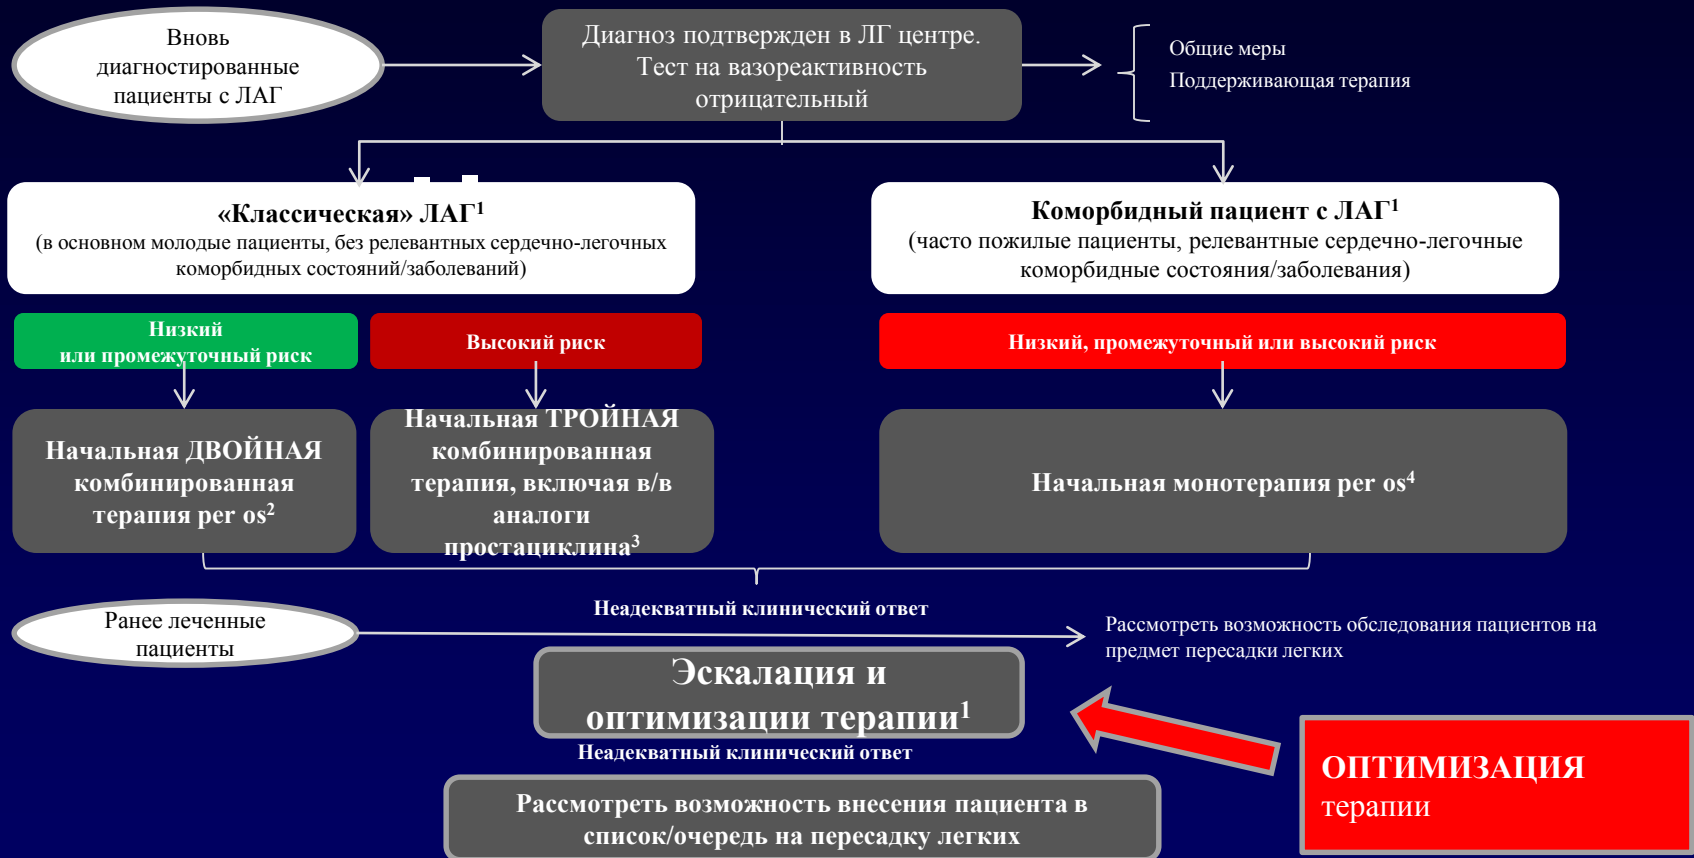 Вновь
диагностированные
пациенты с ЛАГ
Диагноз подтвержден в ЛГ центре.
Тест на вазореактивность
отрицательный
Общие меры
Поддерживающая терапия
«Классическая» ЛАГ¹
(в основном молодые пациенты, без релевантных сердечно-легочных
коморбидных состояний/заболеваний)
Коморбидный пациент с ЛАГ¹
(часто пожилые пациенты, релевантные сердечно-легочные
коморбидные состояния/заболевания)
Низкий
или промежуточный риск
Высокий риск
Низкий, промежуточный или высокий риск
Начальная ДВОЙНАЯ
комбинированная
терапия per os²
Начальная ТРОЙНАЯ
комбинированная
терапия, включая в/в
аналоги
простациклина³
Начальная монотерапия per os⁴
Неадекватный клинический ответ
Ранее леченные
пациенты
Рассмотреть возможность обследования пациентов на
предмет пересадки легких
Эскалация и
оптимизации терапии¹
Неадекватный клинический ответ
ОПТИМИЗАЦИЯ
терапии
Рассмотреть возможность внесения пациента в
список/очередь на пересадку легких